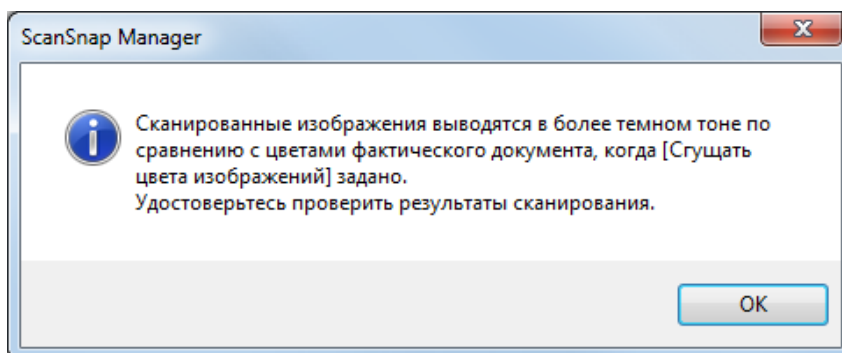 ScanSnap Manager
Сканированные изображения выводятся в более темном тоне по
сравнению с цветами фактического документа, когда [Сгущать
цвета изображений] задано.
Удостоверьтесь проверить результаты сканирования.
OK